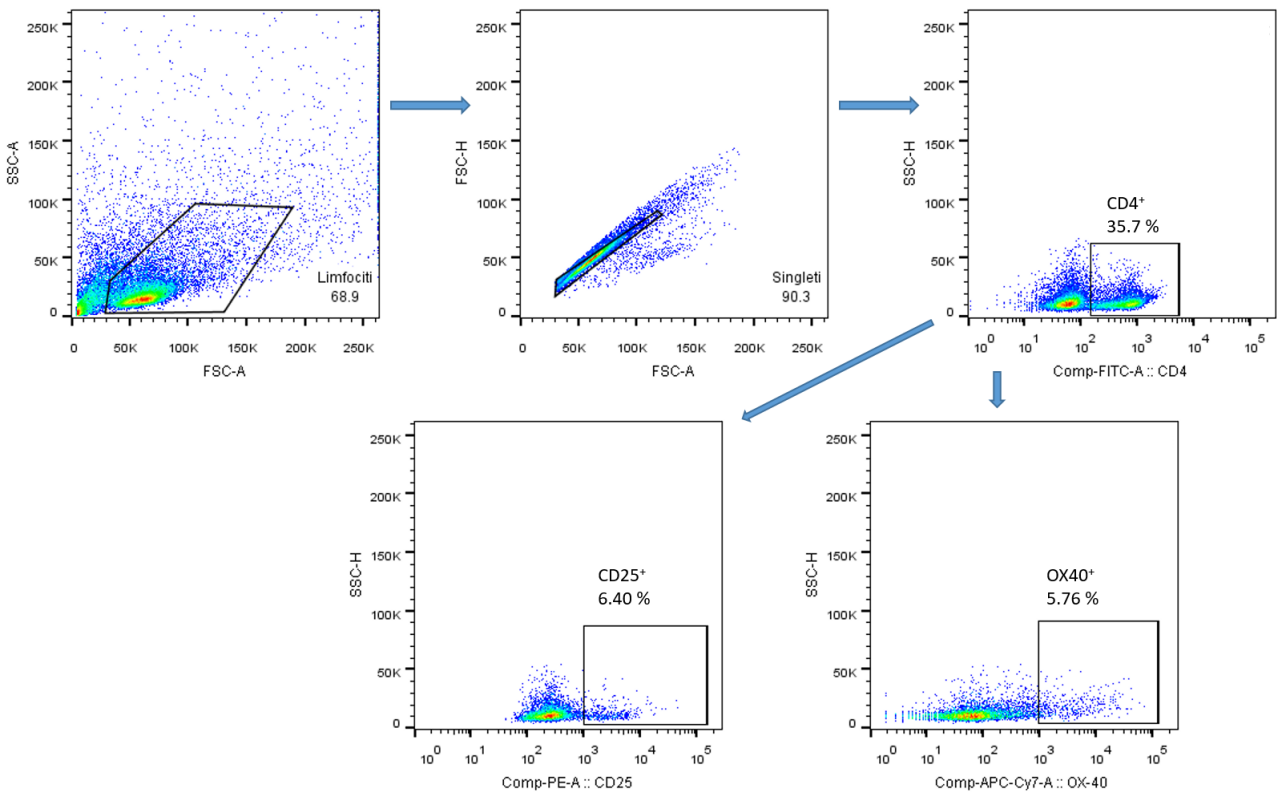 250K
200K
150K
100K
50K
0
SSC-A
Limfociti
68.9
0 50K 100K 150K 200K 250K
FSC-A
250K
200K
150K
100K
50K
0
FSC-H
Singleti
90.3
0 50K 100K 150K 200K 250K
FSC-A
250K
200K
150K
100K
50K
0
SSC-H
CD4⁺
35.7 %
10⁰ 10¹ 10² 10³ 10⁴ 10⁵
Comp-FITC-A :: CD4
250K
200K
150K
100K
50K
0
SSC-H
CD25⁺
6.40 %
10⁰ 10¹ 10² 10³ 10⁴ 10⁵
Comp-PE-A :: CD25
250K
200K
150K
100K
50K
0
SSC-H
OX40⁺
5.76 %
10⁰ 10¹ 10² 10³ 10⁴ 10⁵
Comp-APC-Cy7-A :: OX-40